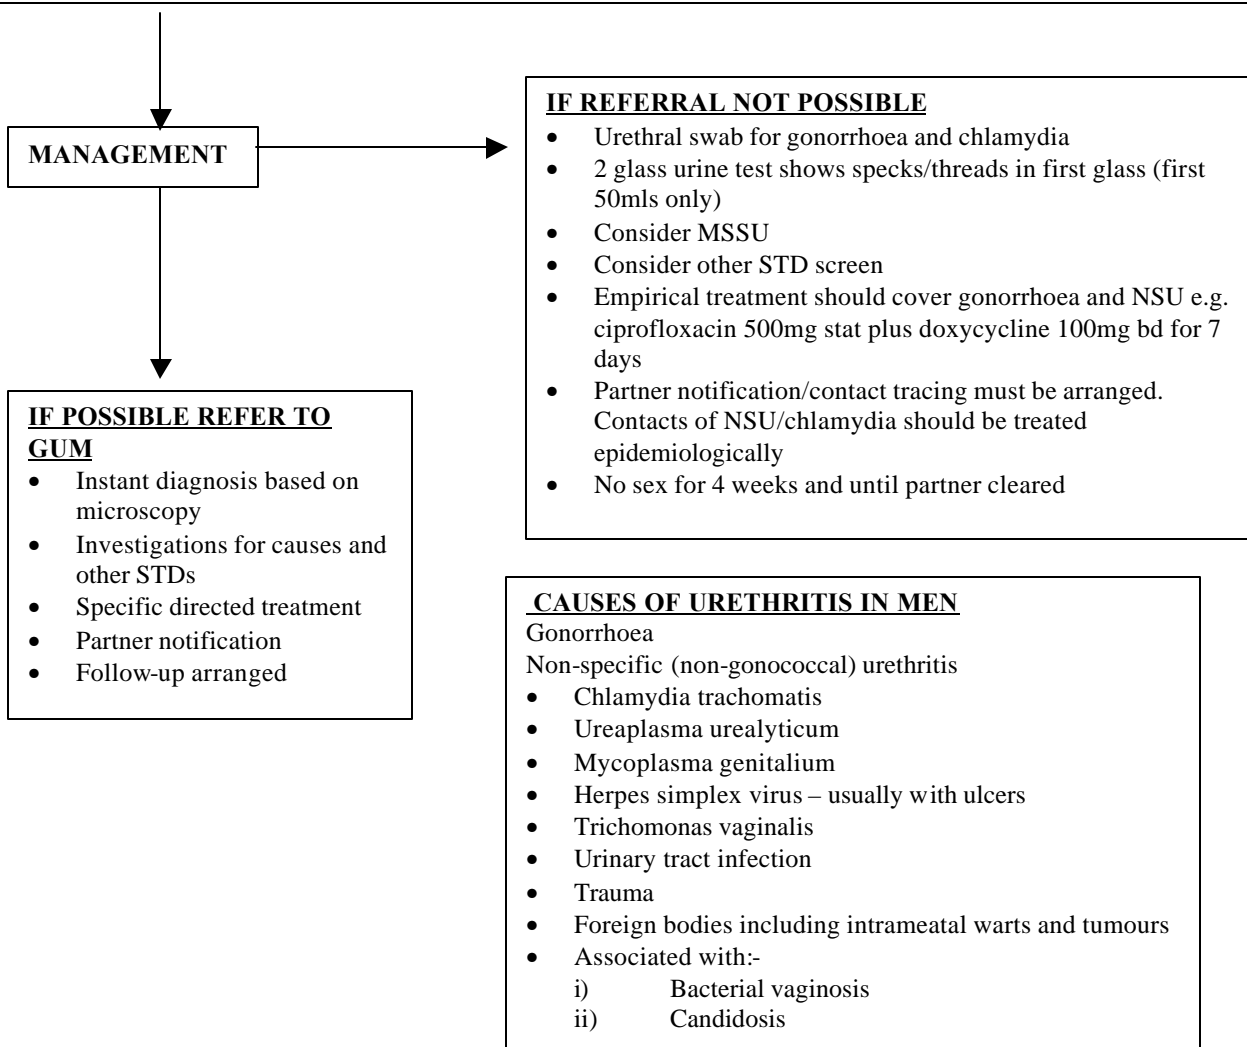 MANAGEMENT
IF REFERRAL NOT POSSIBLE
• Urethral swab for gonorrhoea and chlamydia
• 2 glass urine test shows specks/threads in first glass (first
50mls only)
• Consider MSSU
• Consider other STD screen
• Empirical treatment should cover gonorrhoea and NSU e.g.
ciprofloxacin 500mg stat plus doxycycline 100mg bd for 7
days
• Partner notification/contact tracing must be arranged.
Contacts of NSU/chlamydia should be treated
epidemiologically
• No sex for 4 weeks and until partner cleared
IF POSSIBLE REFER TO
GUM
• Instant diagnosis based on
microscopy
• Investigations for causes and
other STDs
• Specific directed treatment
• Partner notification
• Follow-up arranged
CAUSES OF URETHRITIS IN MEN
Gonorrhoea
Non-specific (non-gonococcal) urethritis
• Chlamydia trachomatis
• Ureaplasma urealyticum
• Mycoplasma genitalium
• Herpes simplex virus – usually with ulcers
• Trichomonas vaginalis
• Urinary tract infection
• Trauma
• Foreign bodies including intrameatal warts and tumours
• Associated with:-
i) Bacterial vaginosis
ii) Candidosis